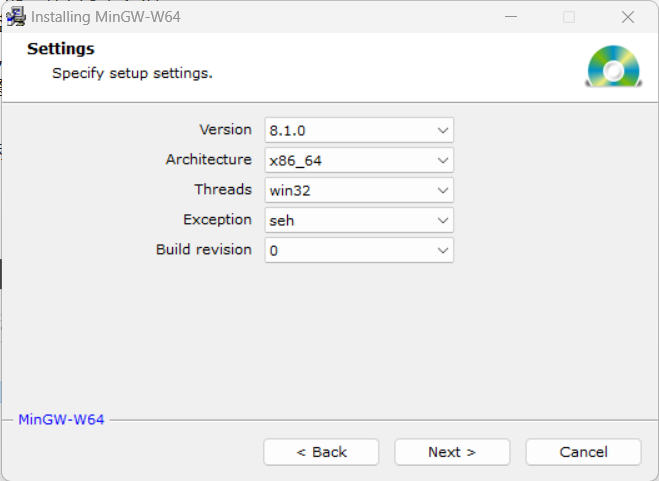 Installing MinGW-W64
Settings
Specify setup settings.
Version 8.1.0
Architecture x86_64
Threads win32
Exception seh
Build revision 0
MinGW-W64
< Back Next > Cancel